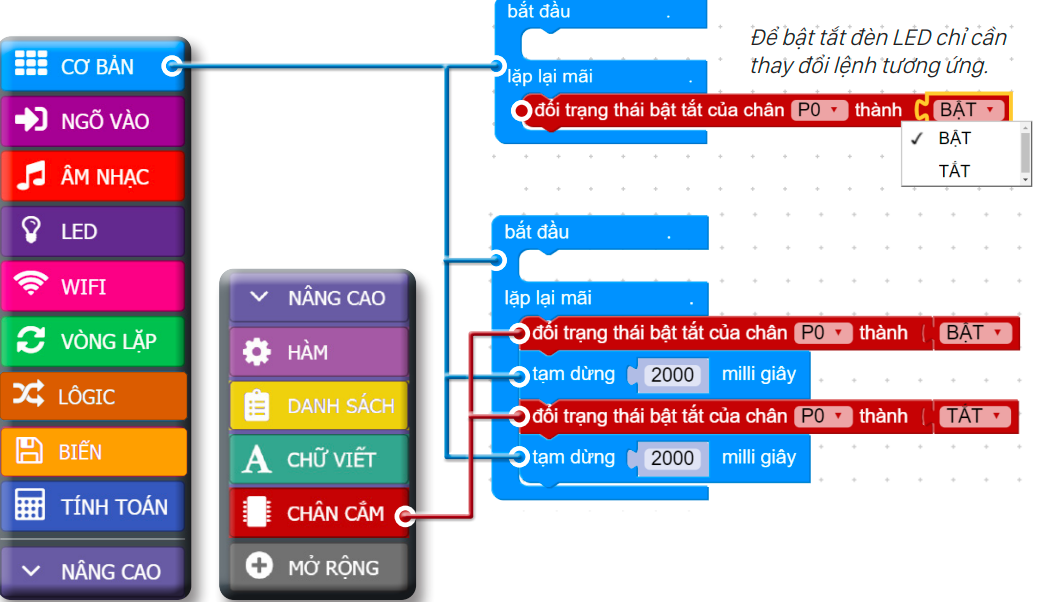 CƠ BẢN
NGÕ VÀO
ÂM NHẠC
LED
WIFI
VÒNG LẶP
LÔGIC
BIẾN
TÍNH TOÁN
NÂNG CAO
NÂNG CAO
HÀM
DANH SÁCH
CHỮ VIẾT
CHÂN CẮM
MỞ RỘNG
bắt đầu
lặp lại mãi
đổi trạng thái bật tắt của chân P0 thành BẬT
✓ BẬT
TẮT
Để bật tắt đèn LED chỉ cần
thay đổi lệnh tương ứng.
bắt đầu
lặp lại mãi
đổi trạng thái bật tắt của chân P0 thành BẬT
tạm dừng 2000 milli giây
đổi trạng thái bật tắt của chân P0 thành TẮT
tạm dừng 2000 milli giây